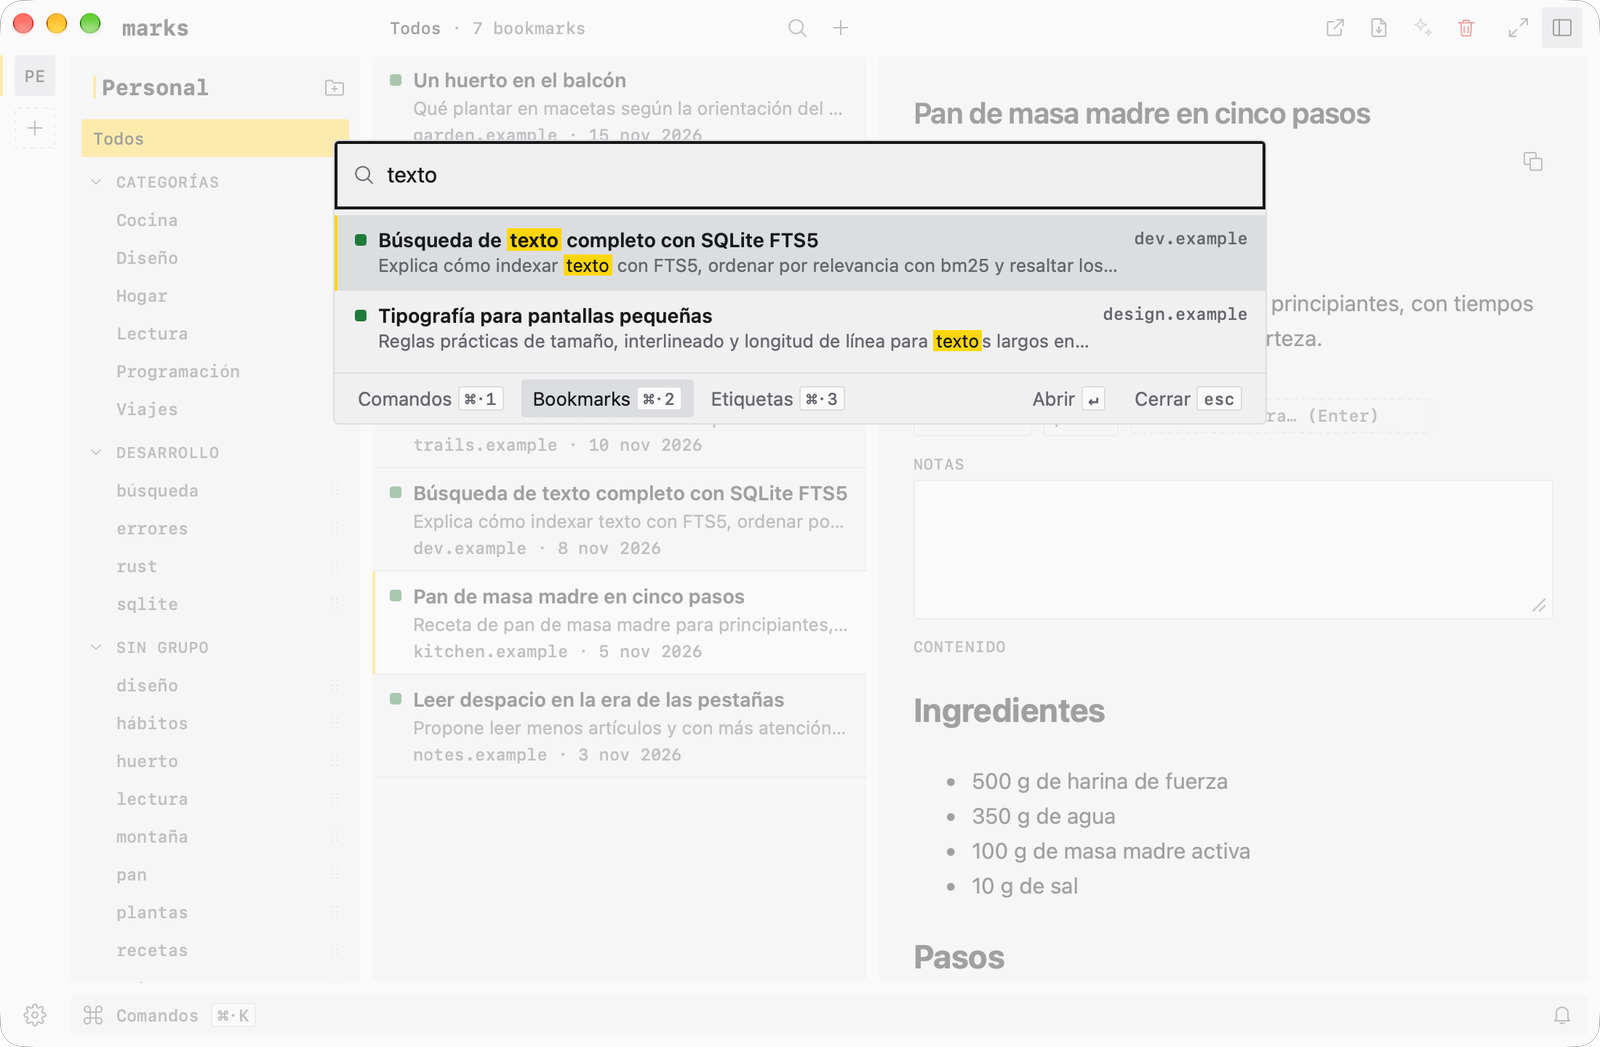 marks
Todos · 7 bookmarks
PE
Personal
Todos
CATEGORÍAS
Cocina
Diseño
Hogar
Lectura
Programación
Viajes
DESARROLLO
búsqueda
errores
rust
sqlite
SIN GRUPO
diseño
hábitos
huerto
lectura
montaña
pan
plantas
recetas
Un huerto en el balcón
Qué plantar en macetas según la orientación del ...
garden.example · 15 nov 2026
texto
Búsqueda de texto completo con SQLite FTS5
dev.example
Explica cómo indexar texto con FTS5, ordenar por relevancia con bm25 y resaltar los...
Tipografía para pantallas pequeñas
design.example
Reglas prácticas de tamaño, interlineado y longitud de línea para textos largos en...
Comandos ⌘·1 Bookmarks ⌘·2 Etiquetas ⌘·3 Abrir ↵ Cerrar esc
trails.example · 10 nov 2026
Búsqueda de texto completo con SQLite FTS5
Explica cómo indexar texto con FTS5, ordenar po...
dev.example · 8 nov 2026
Pan de masa madre en cinco pasos
Receta de pan de masa madre para principiantes,...
kitchen.example · 5 nov 2026
Leer despacio en la era de las pestañas
Propone leer menos artículos y con más atención...
notes.example · 3 nov 2026
Pan de masa madre en cinco pasos
principiantes, con tiempos
(Enter)
NOTAS
CONTENIDO
Ingredientes
• 500 g de harina de fuerza
• 350 g de agua
• 100 g de masa madre activa
• 10 g de sal
Pasos
Comandos ⌘·K